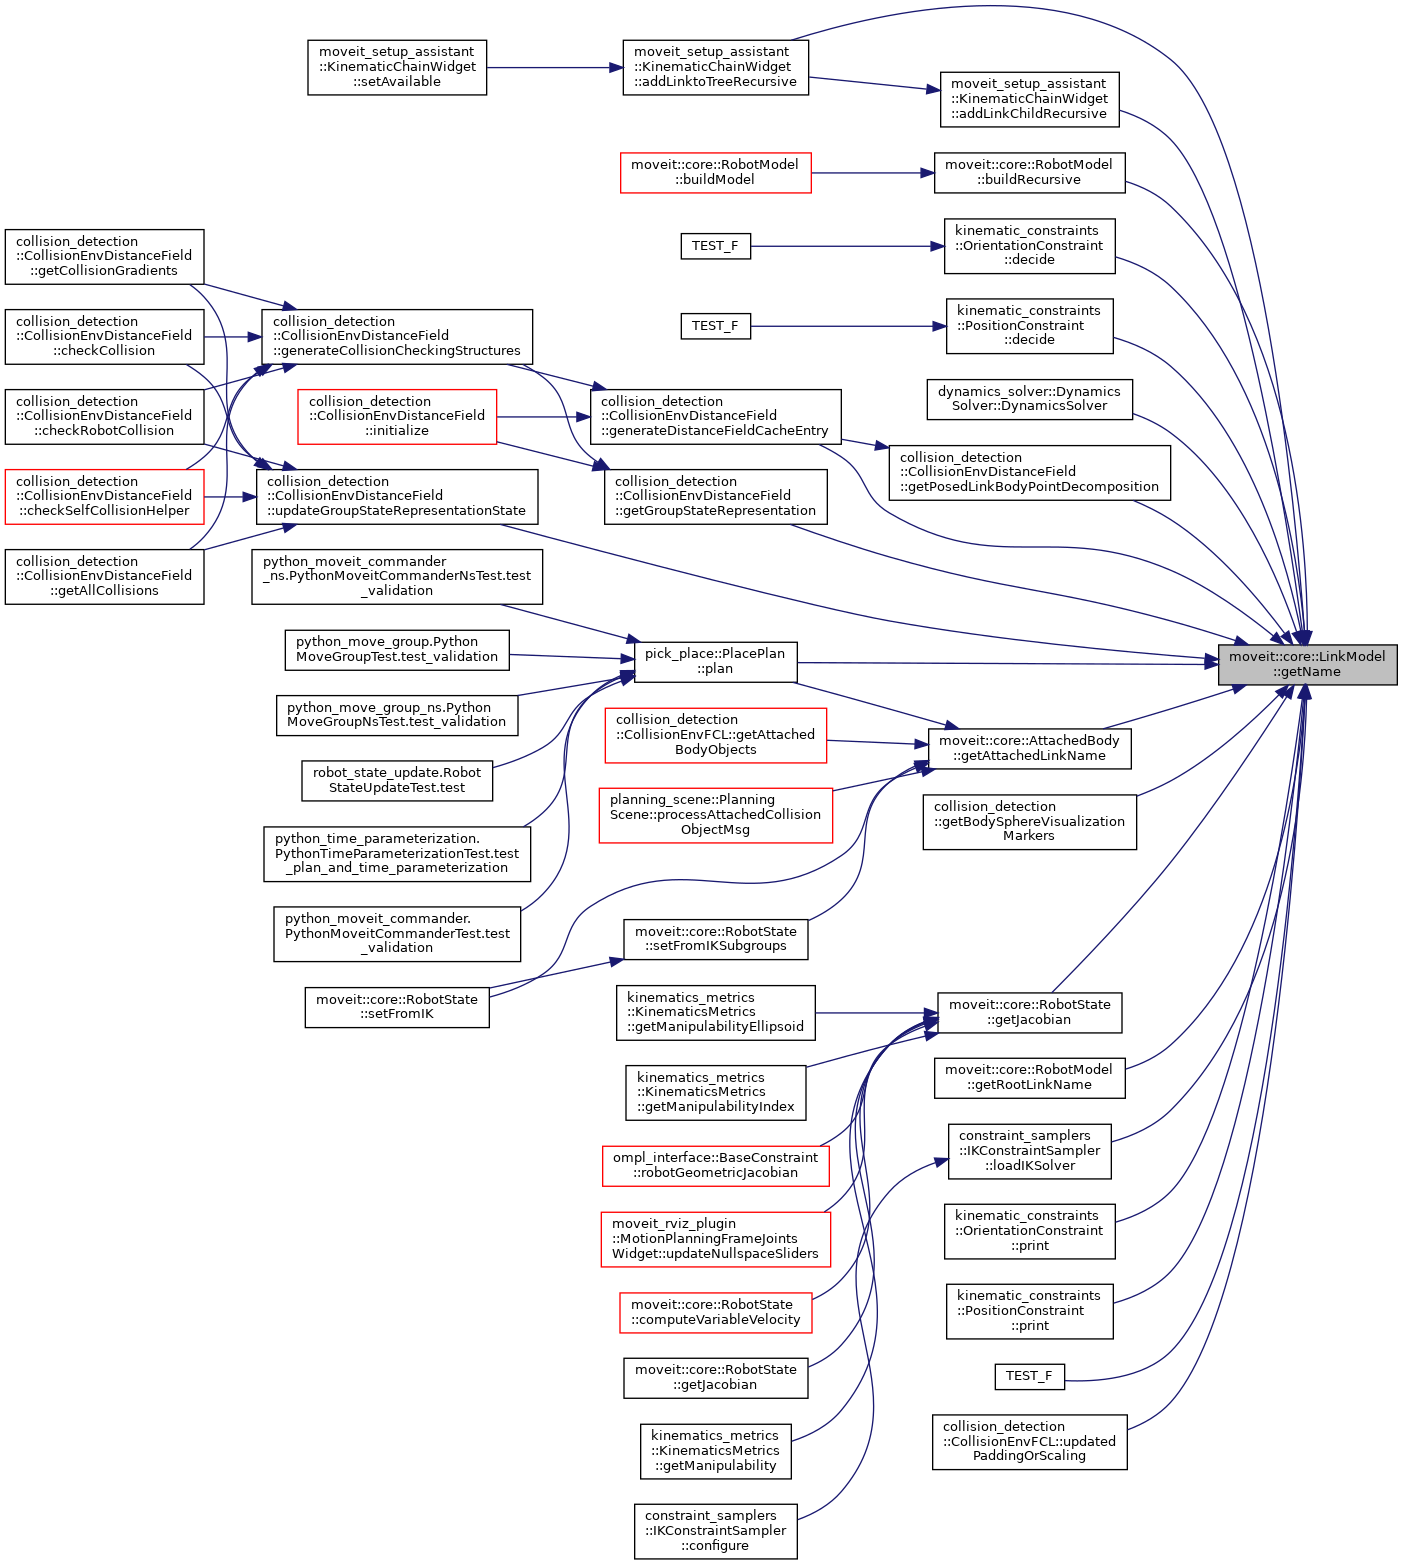 moveit_setup_assistant
::KinematicChainWidget
::setAvailable
moveit_setup_assistant
::KinematicChainWidget
::addLinktoTreeRecursive
moveit_setup_assistant
::KinematicChainWidget
::addLinkChildRecursive
moveit::core::RobotModel
::buildModel
moveit::core::RobotModel
::buildRecursive
TEST_F
kinematic_constraints
::OrientationConstraint
::decide
TEST_F
kinematic_constraints
::PositionConstraint
::decide
dynamics_solver::Dynamics
Solver::DynamicsSolver
collision_detection
::CollisionEnvDistanceField
::getCollisionGradients
collision_detection
::CollisionEnvDistanceField
::checkCollision
collision_detection
::CollisionEnvDistanceField
::checkRobotCollision
collision_detection
::CollisionEnvDistanceField
::checkSelfCollisionHelper
collision_detection
::CollisionEnvDistanceField
::getAllCollisions
collision_detection
::CollisionEnvDistanceField
::generateCollisionCheckingStructures
collision_detection
::CollisionEnvDistanceField
::initialize
collision_detection
::CollisionEnvDistanceField
::updateGroupStateRepresentationState
collision_detection
::CollisionEnvDistanceField
::generateDistanceFieldCacheEntry
collision_detection
::CollisionEnvDistanceField
::getGroupStateRepresentation
collision_detection
::CollisionEnvDistanceField
::getPosedLinkBodyPointDecomposition
python_moveit_commander
_ns.PythonMoveitCommanderNsTest.test
_validation
python_move_group.Python
MoveGroupTest.test_validation
python_move_group_ns.Python
MoveGroupNsTest.test_validation
robot_state_update.Robot
StateUpdateTest.test
python_time_parameterization.
PythonTimeParameterizationTest.test
_plan_and_time_parameterization
python_moveit_commander.
PythonMoveitCommanderTest.test
_validation
moveit::core::RobotState
::setFromIK
pick_place::PlacePlan
::plan
collision_detection
::CollisionEnvFCL::getAttached
BodyObjects
planning_scene::Planning
Scene::processAttachedCollision
ObjectMsg
moveit::core::RobotState
::setFromIKSubgroups
moveit::core::LinkModel
::getName
moveit::core::AttachedBody
::getAttachedLinkName
collision_detection
::getBodySphereVisualization
Markers
kinematics_metrics
::KinematicsMetrics
::getManipulabilityEllipsoid
kinematics_metrics
::KinematicsMetrics
::getManipulabilityIndex
ompl_interface::BaseConstraint
::robotGeometricJacobian
moveit_rviz_plugin
::MotionPlanningFrameJoints
Widget::updateNullspaceSliders
moveit::core::RobotState
::computeVariableVelocity
moveit::core::RobotState
::getJacobian
kinematics_metrics
::KinematicsMetrics
::getManipulability
constraint_samplers
::IKConstraintSampler
::configure
moveit::core::RobotState
::getJacobian
moveit::core::RobotModel
::getRootLinkName
constraint_samplers
::IKConstraintSampler
::loadIKSolver
kinematic_constraints
::OrientationConstraint
::print
kinematic_constraints
::PositionConstraint
::print
TEST_F
collision_detection
::CollisionEnvFCL::updated
PaddingOrScaling